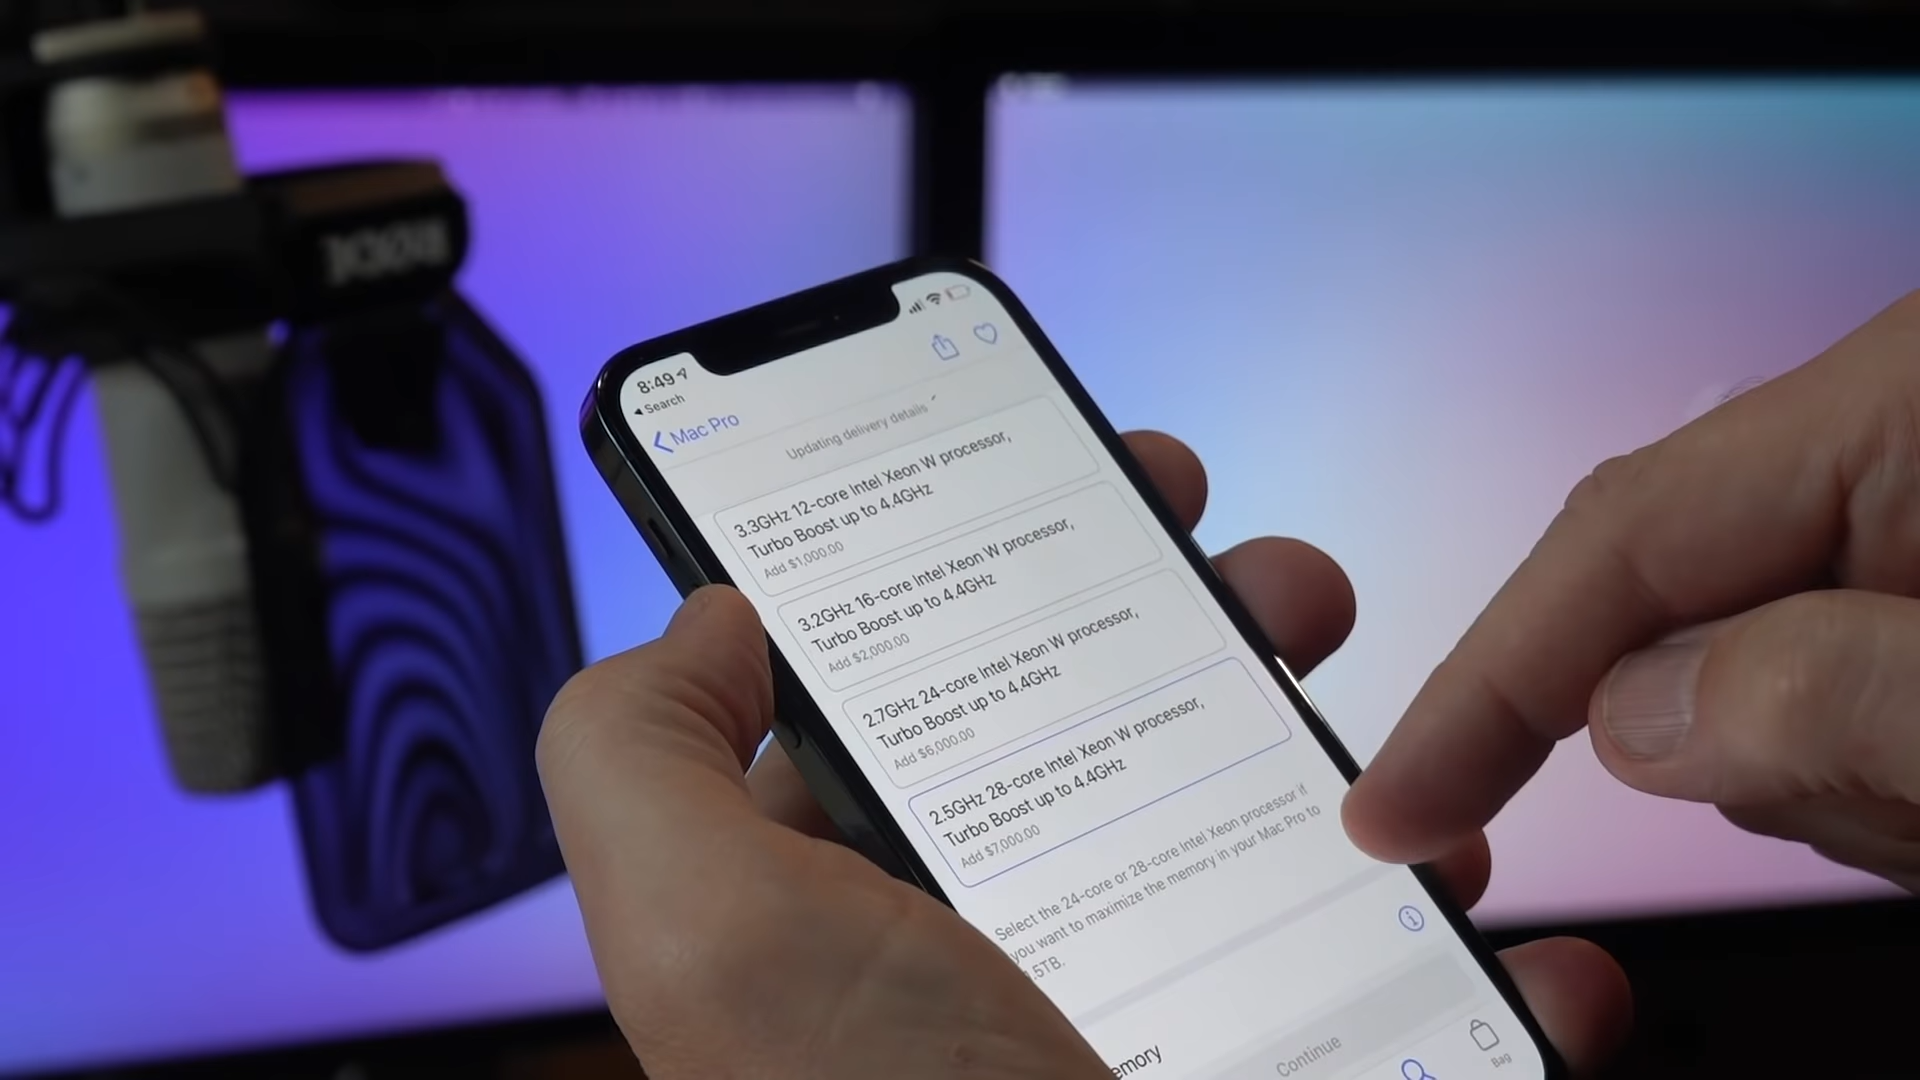 RODE
8:49
Search
Mac Pro
Updating delivery details
3.3GHz 12-core Intel Xeon W processor,
Turbo Boost up to 4.4GHz
Add $1,000.00
3.2GHz 16-core Intel Xeon W processor,
Turbo Boost up to 4.4GHz
Add $2,000.00
2.7GHz 24-core Intel Xeon W processor,
Turbo Boost up to 4.4GHz
Add $6,000.00
2.5GHz 28-core Intel Xeon W processor,
Turbo Boost up to 4.4GHz
Add $7,000.00
Select the 24-core or 28-core Intel Xeon processor if
you want to maximize the memory in your Mac Pro to
.5TB.
emory
Continue
Bag